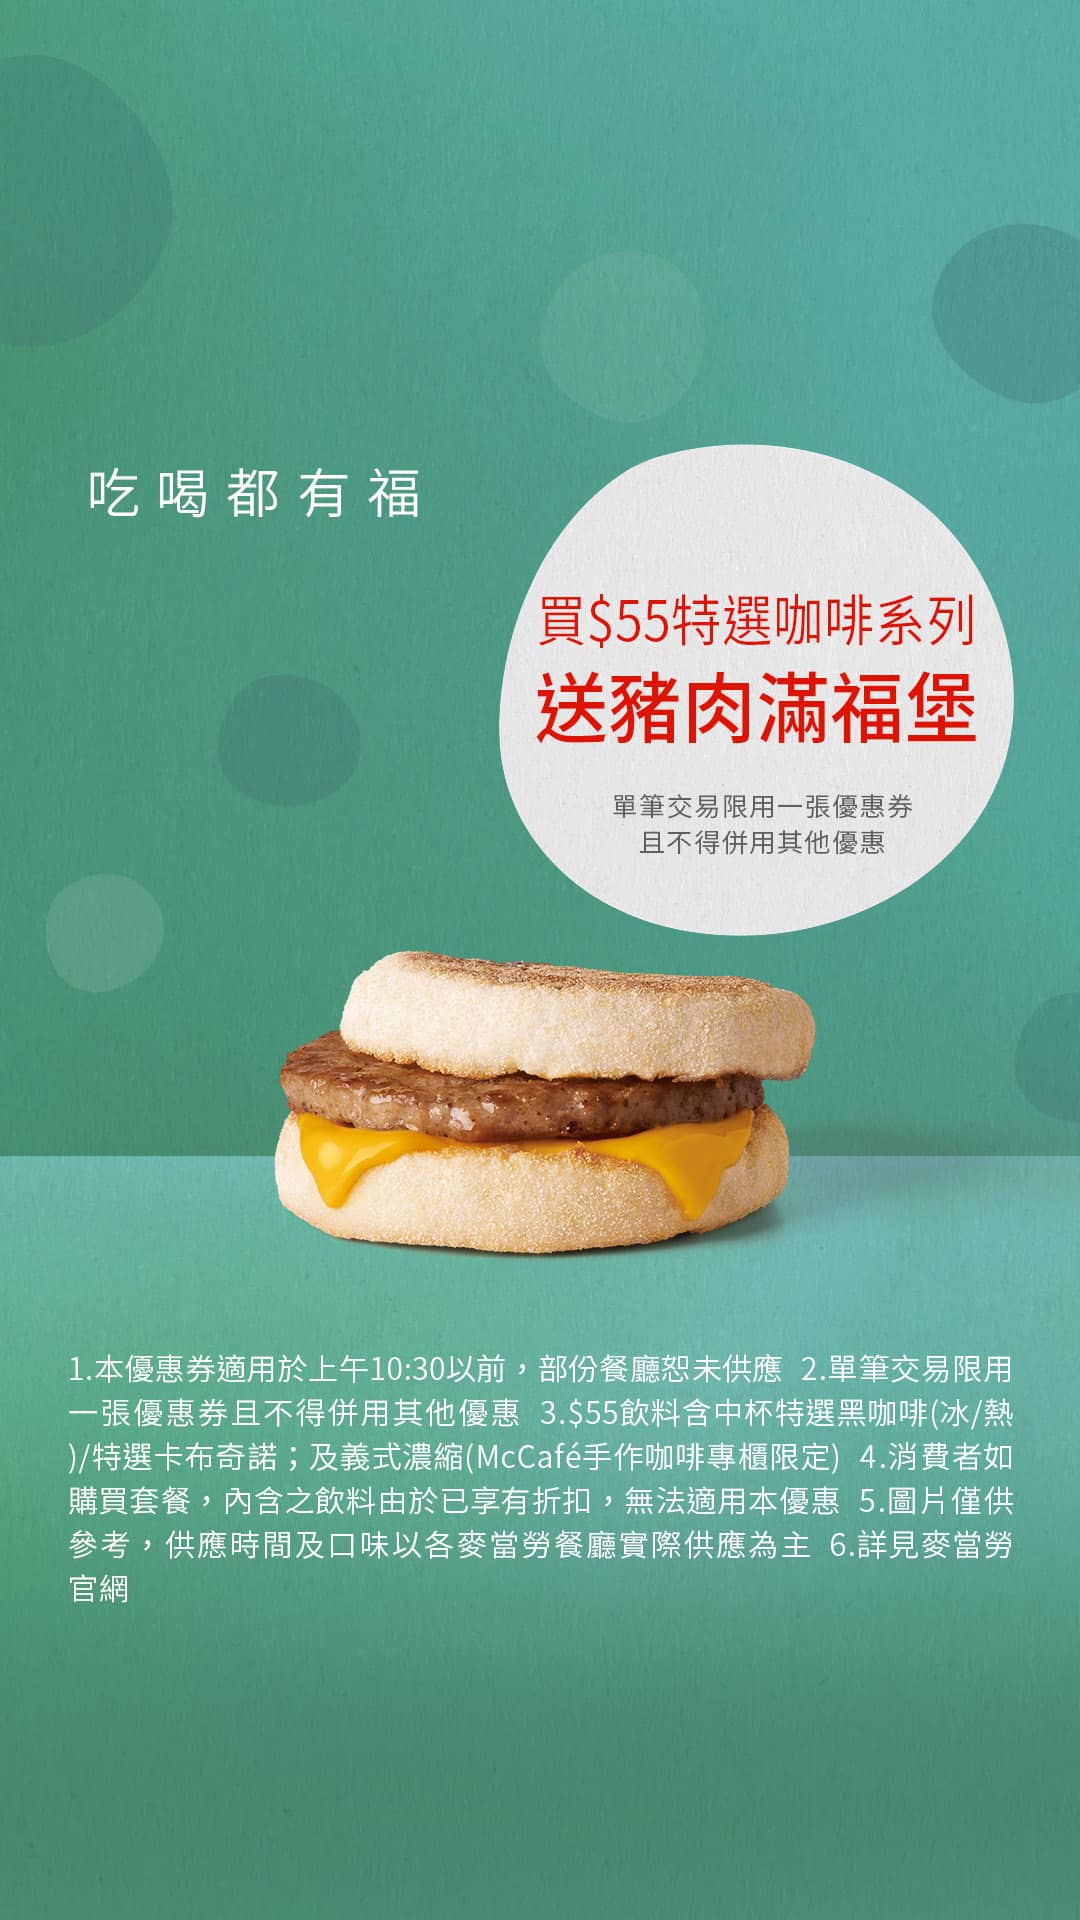 吃喝都有福
買$55特選咖啡系列
送豬肉滿福堡
單筆交易限用一張優惠券
且不得併用其他優惠
1.本優惠券適用於上午10:30以前，部份餐廳恕未供應 2.單筆交易限用
一張優惠券且不得併用其他優惠 3.$55飲料含中杯特選黑咖啡(冰/熱
)/特選卡布奇諾；及義式濃縮(McCafé手作咖啡專櫃限定) 4.消費者如
購買套餐，內含之飲料由於已享有折扣，無法適用本優惠 5.圖片僅供
參考，供應時間及口味以各麥當勞餐廳實際供應為主 6.詳見麥當勞
官網